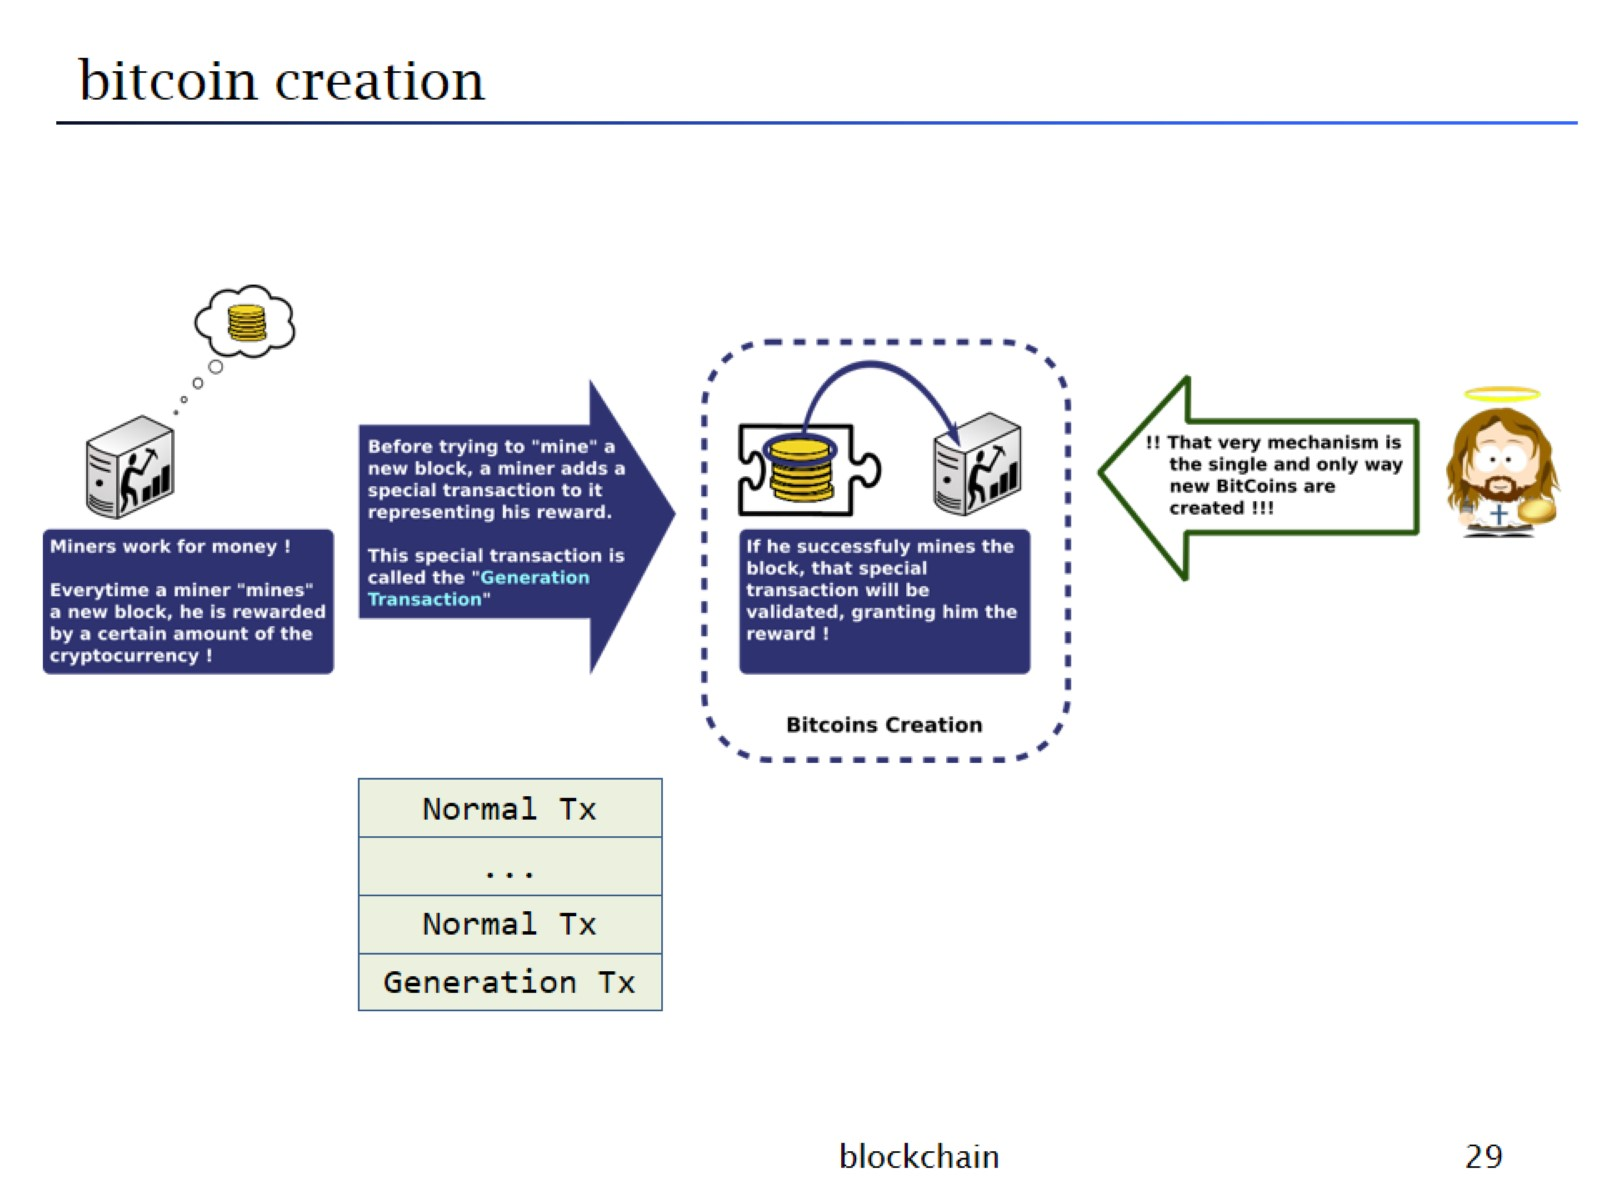 bitcoin creation
Miners work for money !
Everytime a miner "mines"
a new block, he is rewarded
by a certain amount of the
cryptocurrency !
Before trying to "mine" a
new block, a miner adds a
special transaction to it
representing his reward.
This special transaction is
called the "Generation
Transaction"
If he successfuly mines the
block, that special
transaction will be
validated, granting him the
reward !
Bitcoins Creation
!! That very mechanism is
the single and only way
new BitCoins are
created !!!
Normal Tx
...
Normal Tx
Generation Tx
blockchain
29